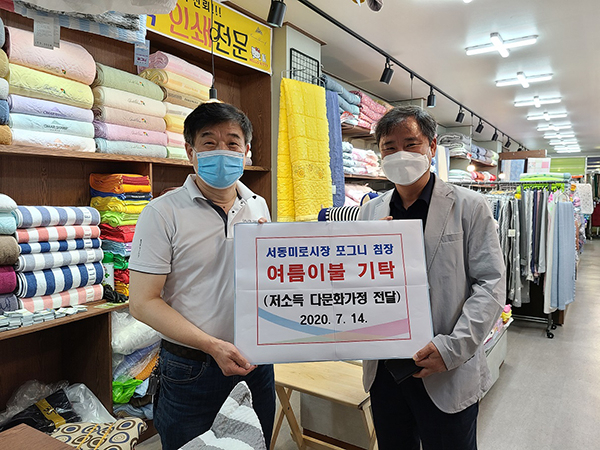 인쇄전문
서동미로시장 포그니 침장
여름이불 기탁
(저소득 다문화가정 전달)
2020. 7. 14.